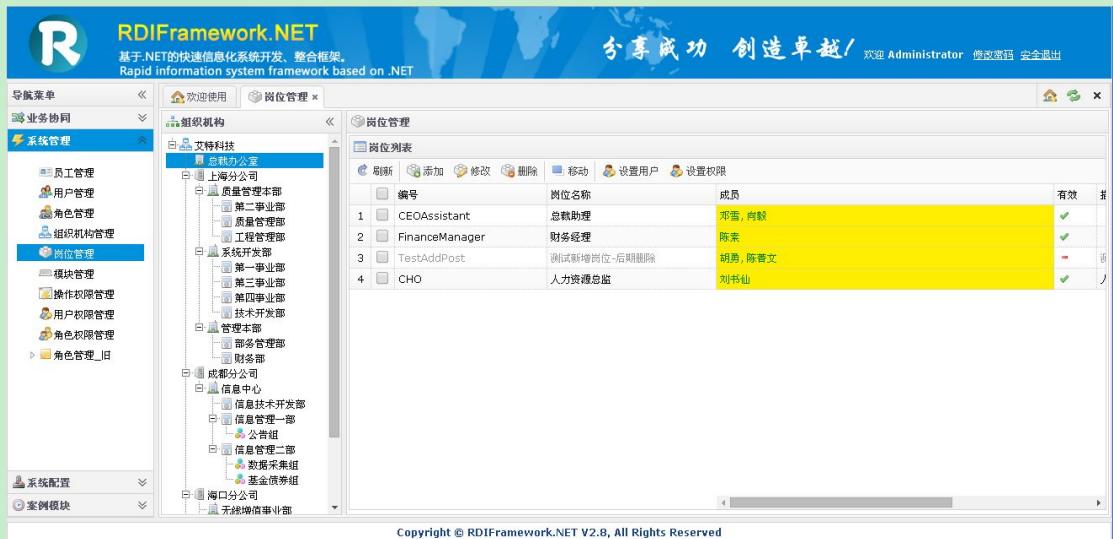 R
RDIFramework.NET
基于.NET的快速信息化系统开发、整合框架。
Rapid information system framework based on .NET
分享成功 创造卓越!
欢迎 Administrator 修改密码 安全退出
导航菜单
业务协同
系统管理
员工管理
用户管理
角色管理
组织机构管理
岗位管理
模块管理
操作权限管理
用户权限管理
角色权限管理
角色管理_旧
系统配置
案例模块
欢迎使用 岗位管理
组织机构
艾特科技
总裁办公室
上海分公司
质量管理本部
第二事业部
质量管理部
工程管理部
系统开发部
第一事业部
第三事业部
第四事业部
技术开发部
管理本部
部务管理部
财务部
成都分公司
信息中心
信息技术开发部
信息管理一部
公告组
信息管理二部
数据采集组
基金债券组
海口分公司
无线增值事业部
岗位管理
岗位列表
刷新 添加 修改 删除 移动 设置用户 设置权限
编号 岗位名称 成员 有效
1 CEOAssistant 总裁助理 邓雪,向毅
2 FinanceManager 财务经理 陈素
3 TestAddPost 测试新增岗位-后期删除 胡勇,陈菩文
4 CHO 人力资源总监 刘书仙
Copyright © RDIFramework.NET V2.8, All Rights Reserved